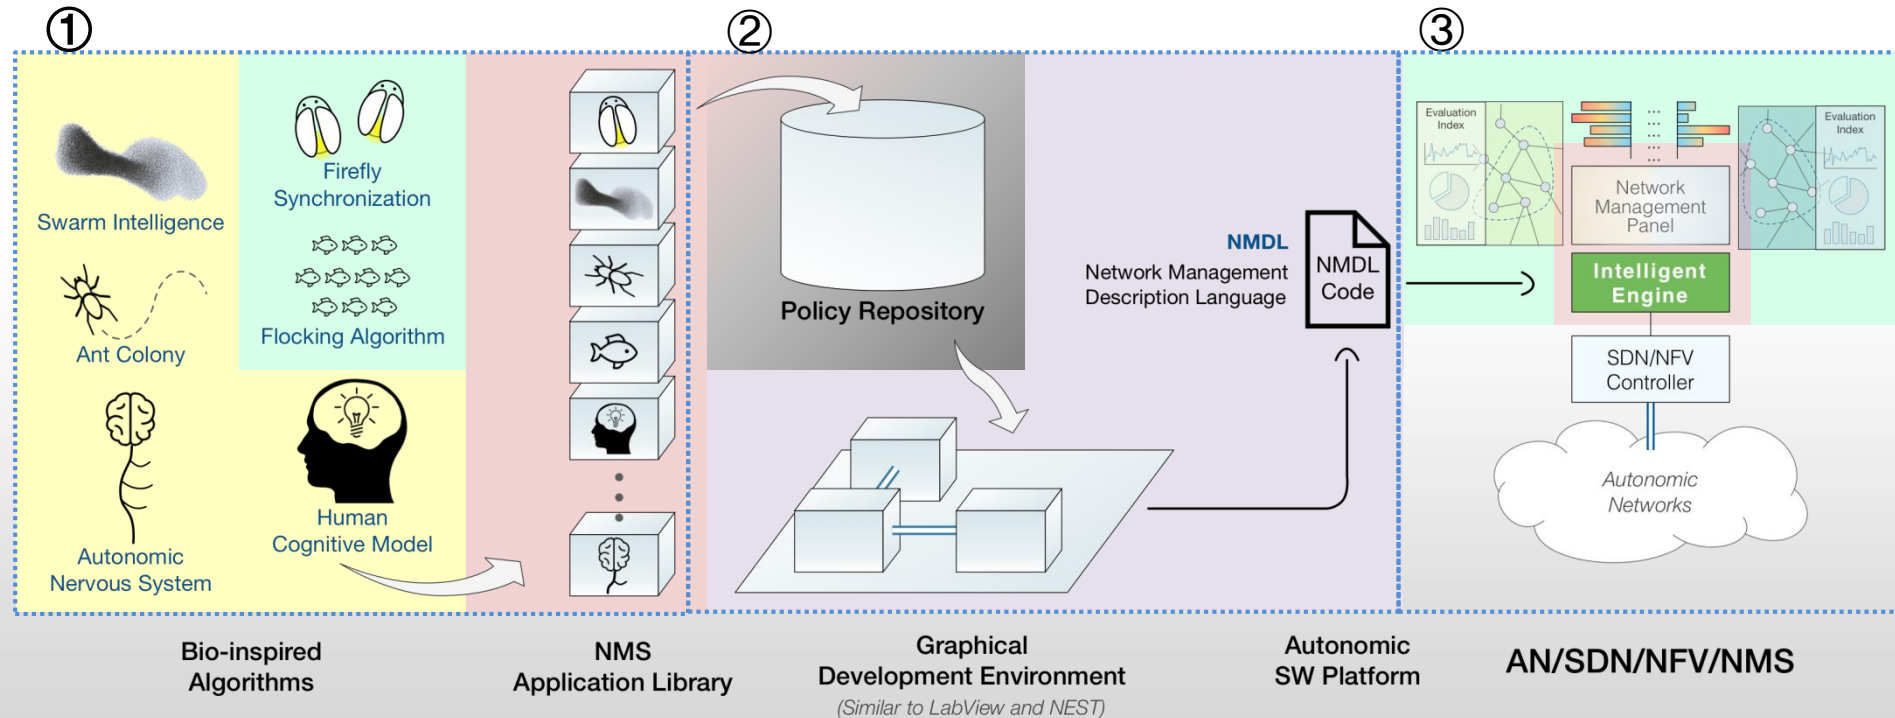 ①
②
③
Swarm Intelligence
Firefly
Synchronization
Ant Colony
Flocking Algorithm
Autonomic
Nervous System
Human
Cognitive Model
Policy Repository
NMDL
Network Management
Description Language
NMDL
Code
Evaluation
Index
...
...
...
...
Evaluation
Index
Network
Management
Panel
Intelligent
Engine
SDN/NFV
Controller
Autonomic
Networks
Bio-inspired
Algorithms
NMS
Application Library
Graphical
Development Environment
(Similar to LabView and NEST)
Autonomic
SW Platform
AN/SDN/NFV/NMS